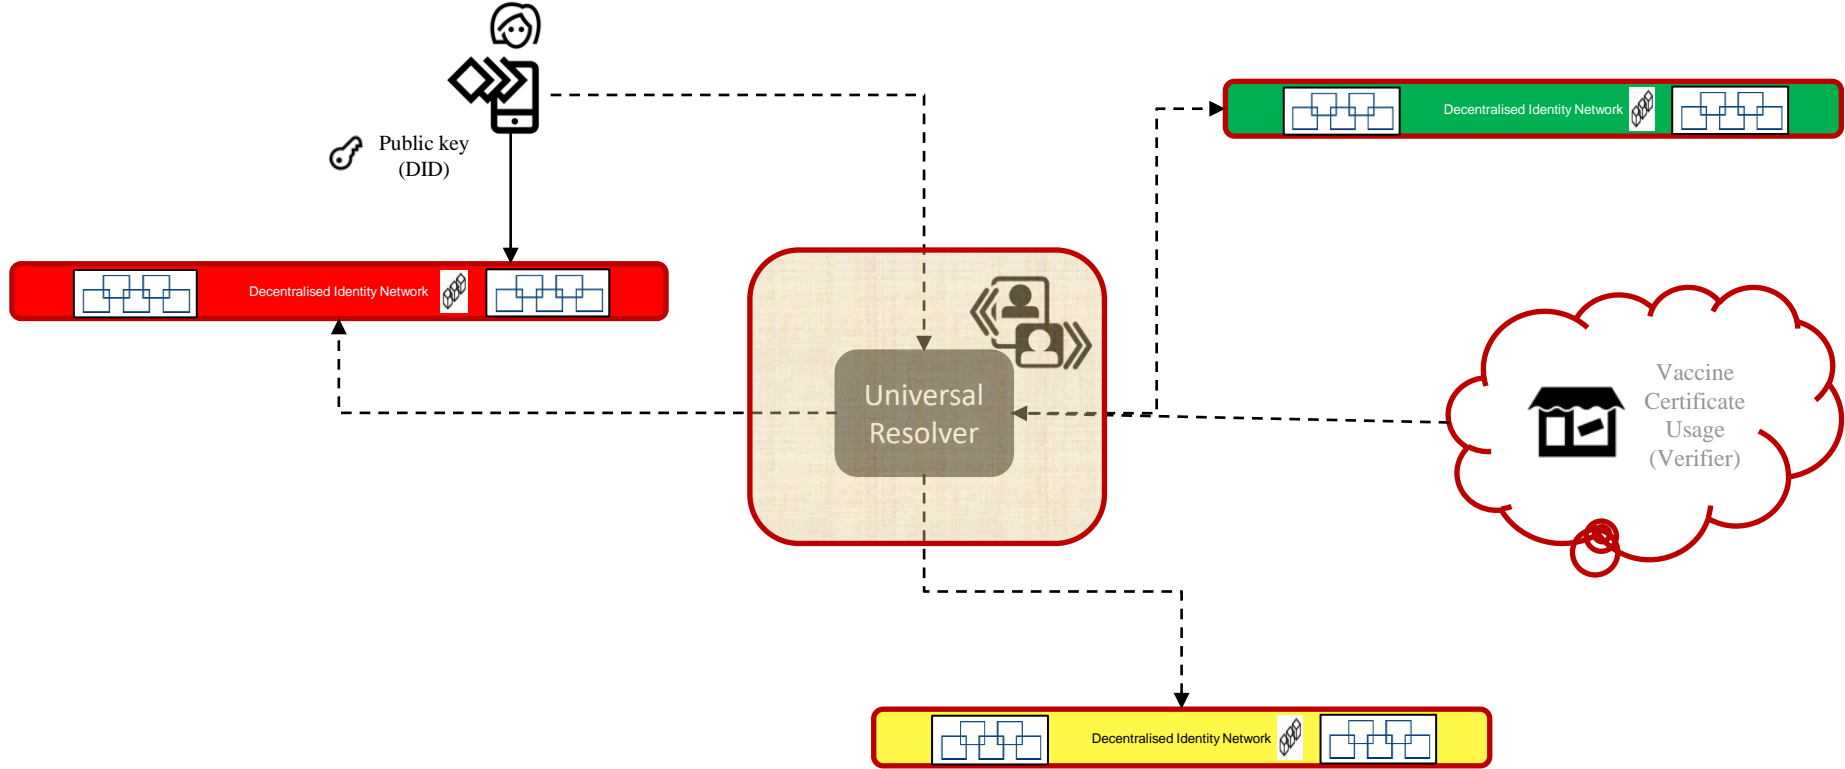 Public key
(DID)
Decentralised Identity Network
Decentralised Identity Network
Universal
Resolver
Vaccine
Certificate
Usage
(Verifier)
Decentralised Identity Network